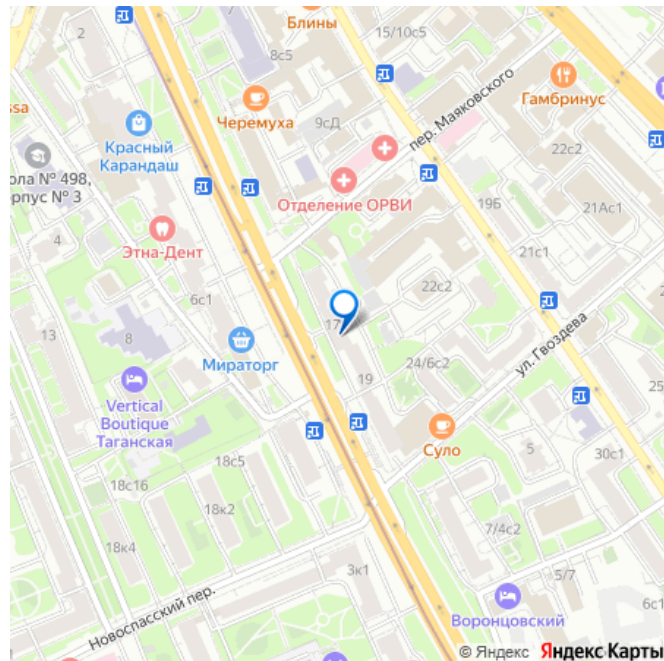 Блины
15/10с5
2
8с5
ssa
Черемуха
9сД
пер. Маяковского
Гамбринус
22с2
Красный
Карандаш
ола № 498,
рпус № 3
Отделение ОРВИ
19Б
21Ас1
4
Этна-Дент
21с1
6с1
22с2
17
13
8
Мираторг
24/6с2
ул. Гвоздева
19
Vertical
Boutique
Таганская
25
Суло
5
30с1
18с5
18с16
18к2
7/4с2
18к4
3к1
5/7
Новоспасский пер.
Воронцовский
6с1
© Яндекс Яндекс Карты